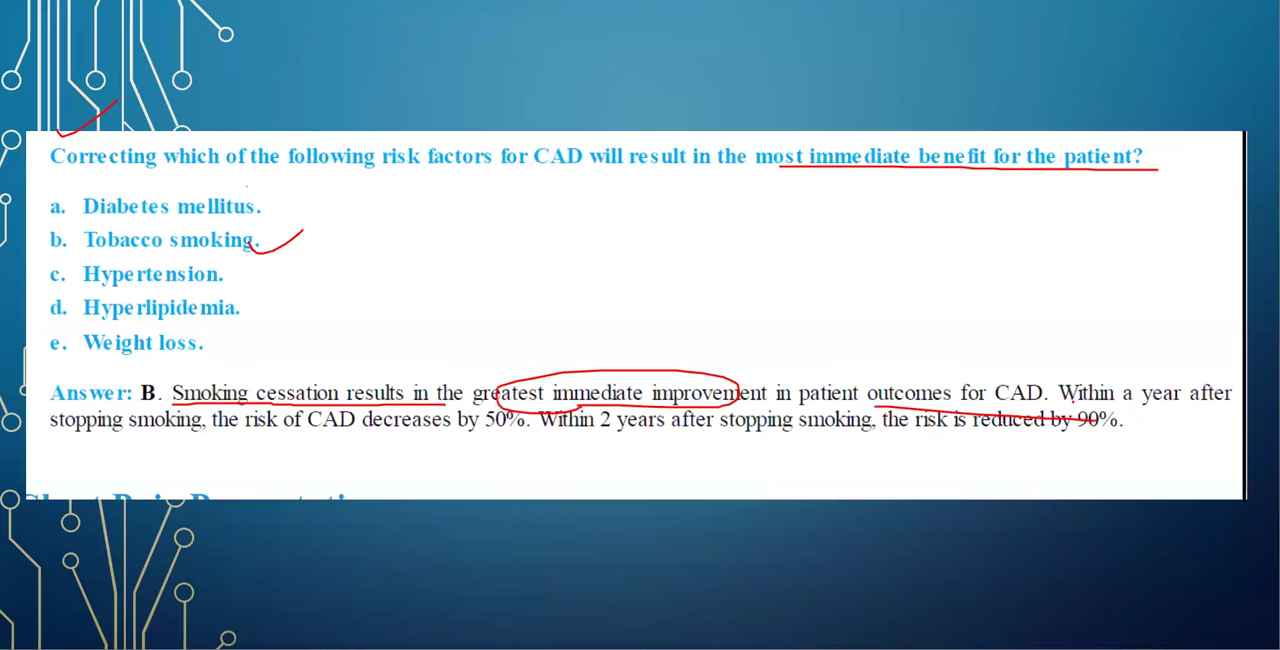 Correcting which of the following risk factors for CAD will result in the most immediate benefit for the patient?
a. Diabetes mellitus.
b. Tobacco smoking.
c. Hypertension.
d. Hyperlipidemia.
e. Weight loss.
Answer: B. Smoking cessation results in the greatest immediate improvement in patient outcomes for CAD. Within a year after
stopping smoking, the risk of CAD decreases by 50%. Within 2 years after stopping smoking, the risk is reduced by 90%.